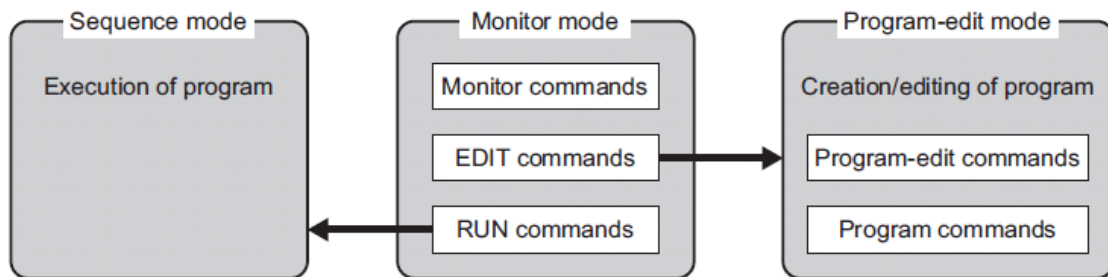 Sequence mode
Execution of program
Monitor mode
Monitor commands
EDIT commands
RUN commands
Program-edit mode
Creation/editing of program
Program-edit commands
Program commands